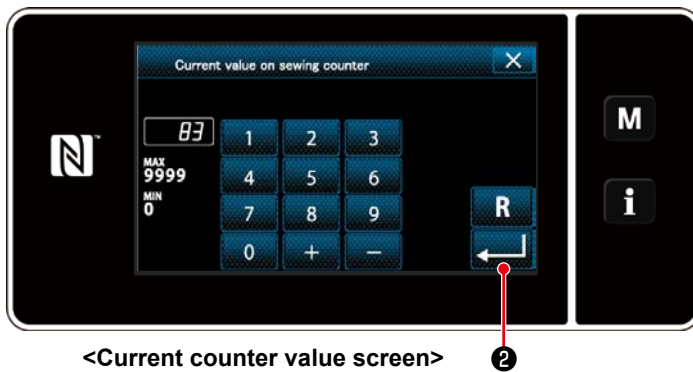 Current value on sewing counter
83
MAX
9999
MIN
0
1 2 3
4 5 6
7 8 9
0 + −
R
M
i
N
<Current counter value screen>
❷